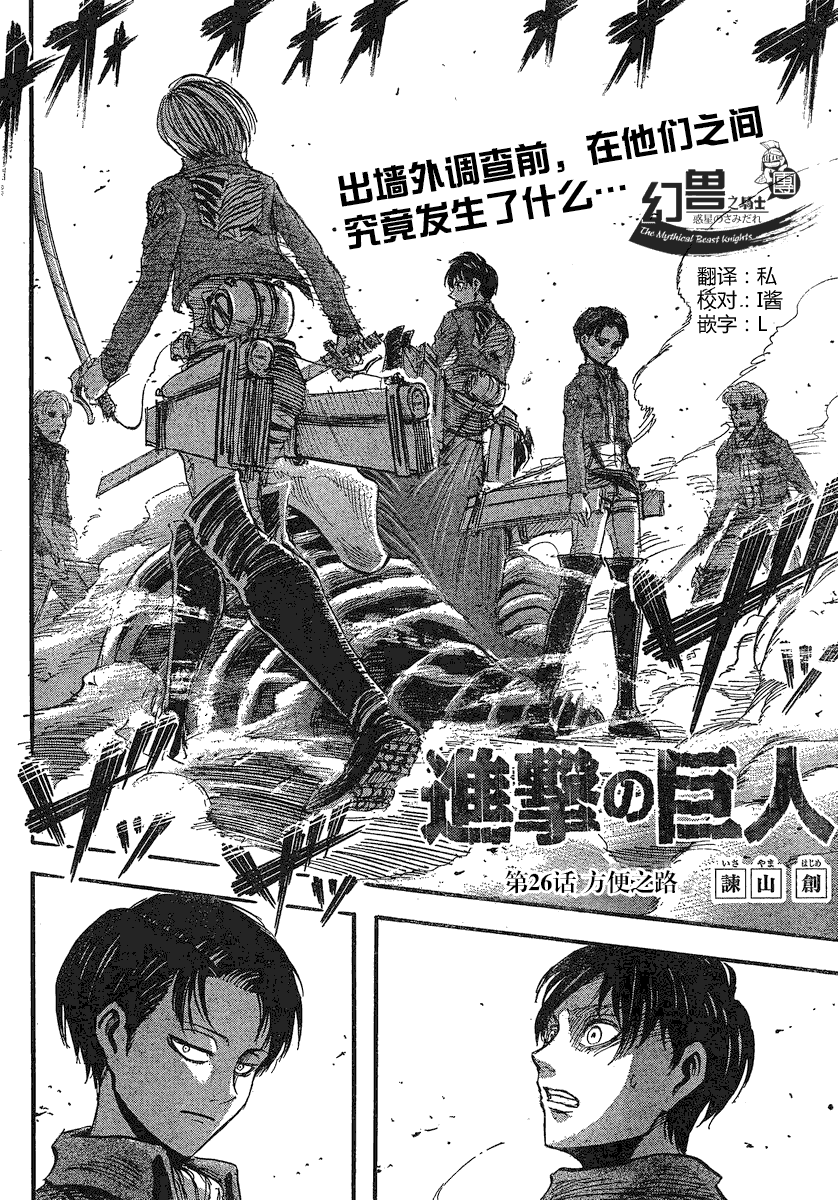 出墙外调查前，在他们之间
究竟发生了什么…
幻兽之骑士
團
惑星のさみだれ
The Mythical Beast Knights
翻译：私
校对：I酱
嵌字：L
進撃の巨人
第26话 方便之路
いさ やま はじめ
諫山 創